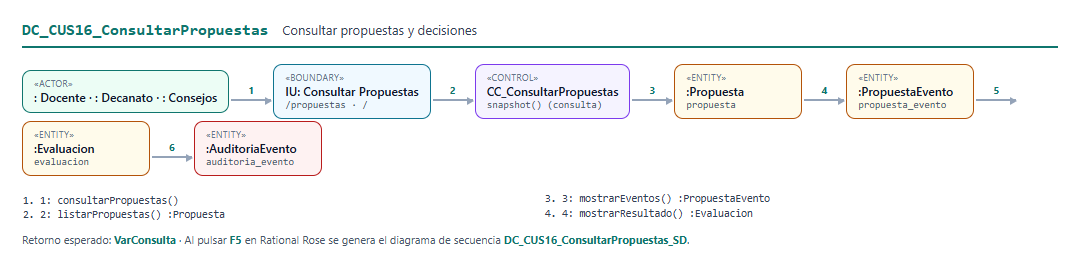 DC_CUS16_ConsultarPropuestas Consultar propuestas y decisiones
«ACTOR»
: Docente · : Decanato · : Consejos
1
«BOUNDARY»
IU: Consultar Propuestas
/propuestas · /
2
«CONTROL»
CC_ConsultarPropuestas
snapshot() (consulta)
3
«ENTITY»
:Propuesta
propuesta
4
«ENTITY»
:PropuestaEvento
propuesta_evento
5
«ENTITY»
:Evaluacion
evaluacion
6
«ENTITY»
:AuditoriaEvento
auditoria_evento
1. 1: consultarPropuestas()
2. 2: listarPropuestas() :Propuesta
3. 3: mostrarEventos() :PropuestaEvento
4. 4: mostrarResultado() :Evaluacion
Retorno esperado: VarConsulta · Al pulsar F5 en Rational Rose se genera el diagrama de secuencia DC_CUS16_ConsultarPropuestas_SD.